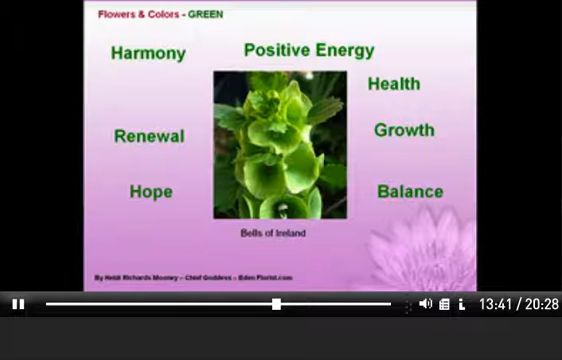 Flowers & Colors - GREEN
Harmony
Positive Energy
Health
Renewal
Growth
Hope
Balance
Bells of Ireland
By Heidi Richards Mooney – Chief Goddess – Eden Florist.com
13:41 / 20:28